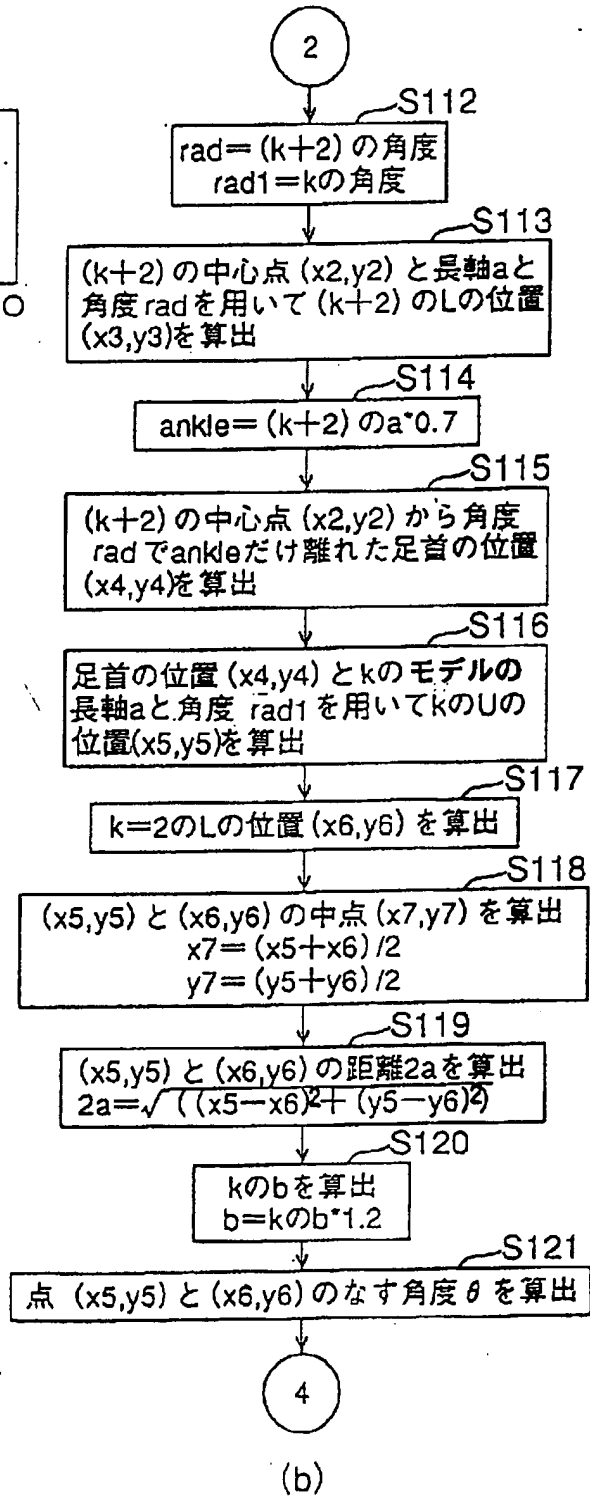 2
S112
rad=(k+2)の角度
rad1=kの角度
S113
(k+2)の中心点(x2,y2)と長軸aと
角度radを用いて(k+2)のLの位置
(x3,y3)を算出
S114
ankle=(k+2)のa*0.7
S115
(k+2)の中心点(x2,y2)から角度
radでankleだけ離れた足首の位置
(x4,y4)を算出
S116
足首の位置(x4,y4)とkのモデルの
長軸aと角度 rad1を用いてkのUの
位置(x5,y5)を算出
S117
k=2のLの位置(x6,y6)を算出
S118
(x5,y5)と(x6,y6)の中点(x7,y7)を算出
x7=(x5+x6)/2
y7=(y5+y6)/2
S119
(x5,y5)と(x6,y6)の距離2aを算出
2a=√((x5-x6)²+(y5-y6)²)
S120
kのbを算出
b=kのb*1.2
S121
点 (x5,y5)と(x6,y6)のなす角度θを算出
4
(b)